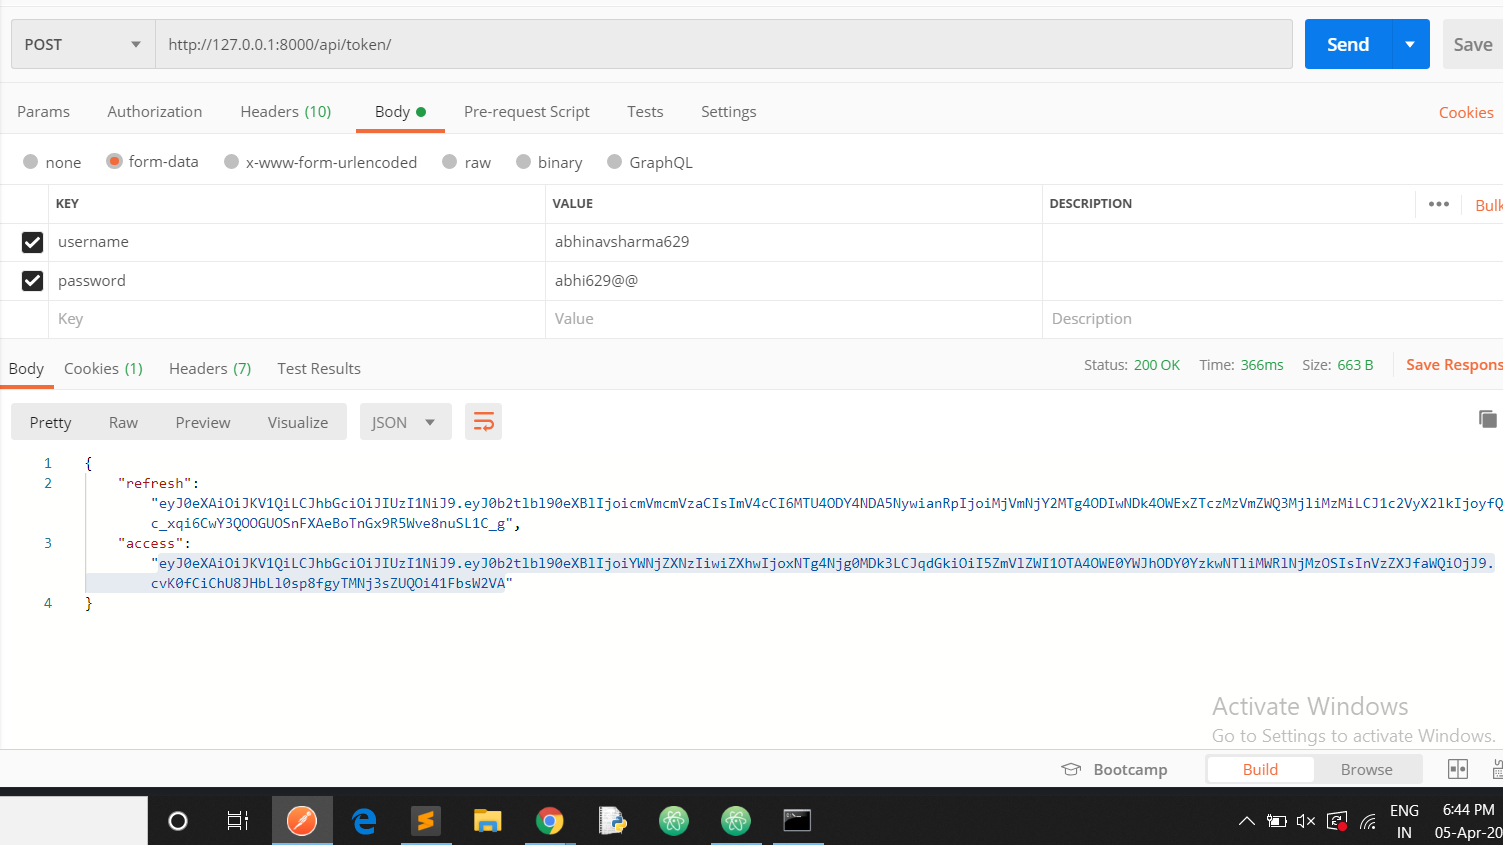 POST http://127.0.0.1:8000/api/token/ Send Save
Params Authorization Headers (10) Body Pre-request Script Tests Settings Cookies
none form-data x-www-form-urlencoded raw binary GraphQL
KEY VALUE DESCRIPTION Bulk
username abhinavsharma629
password abhi629@@
Key Value Description
Body Cookies (1) Headers (7) Test Results Status: 200 OK Time: 366ms Size: 663 B Save Respons
Pretty Raw Preview Visualize JSON
1 {
2 "refresh":
"eyJ0eXAiOiJKV1QiLCJhbGciOiJIUzI1NiJ9.eyJ0b2tlbl90eXBlIjoicmVmcmVzaCIsImV4cCI6MTU4ODY4NDA5NywianRpIjoiMjVmNjY2MTg4ODIwNDk4OWExZTczMzVmZWQ3MjliMzMiLCJ1c2VyX2lkIjoyfQ
c_xqi6CwY3QOOGUOSnFXAeBoTnGx9R5Wve8nuSL1C_g",
3 "access":
"eyJ0eXAiOiJKV1QiLCJhbGciOiJIUzI1NiJ9.eyJ0b2tlbl90eXBlIjoiYWNjZXNzIiwiZXhwIjoxNTg4Njg0MDk3LCJqdGkiOiI5ZmVlZWI1OTA4OWE0YWJhODY0YzkwNTliMWRlNjMzOSIsInVzZXJfaWQiOjJ9.
cvK0fCiChU8JHbLl0sp8fgyTMNj3sZUQOi41FbsW2VA"
4 }
Activate Windows
Go to Settings to activate Windows.
Bootcamp Build Browse
ENG 6:44 PM
IN 05-Apr-20